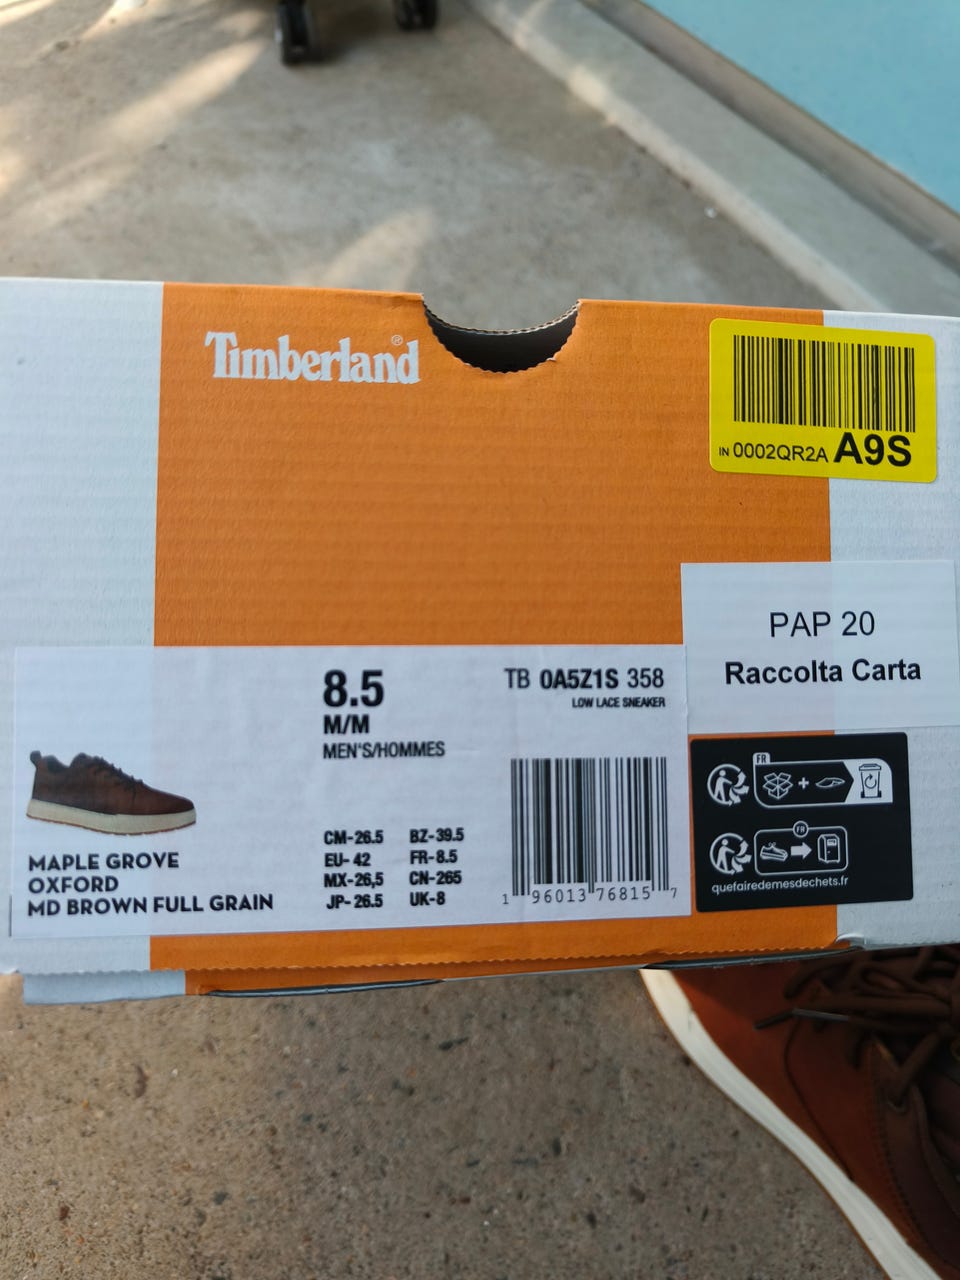 Timberland®
IN 0002QR2A A9S
PAP 20
Raccolta Carta
8.5
M/M
MEN'S/HOMMES
TB 0A5Z1S 358
LOW LACE SNEAKER
CM-26.5 BZ-39.5
EU- 42 FR-8.5
MX-26,5 CN-265
JP- 26.5 UK-8
MAPLE GROVE
OXFORD
MD BROWN FULL GRAIN
1 96013 76815 7
FR
FR
quefairedemesdechets.fr